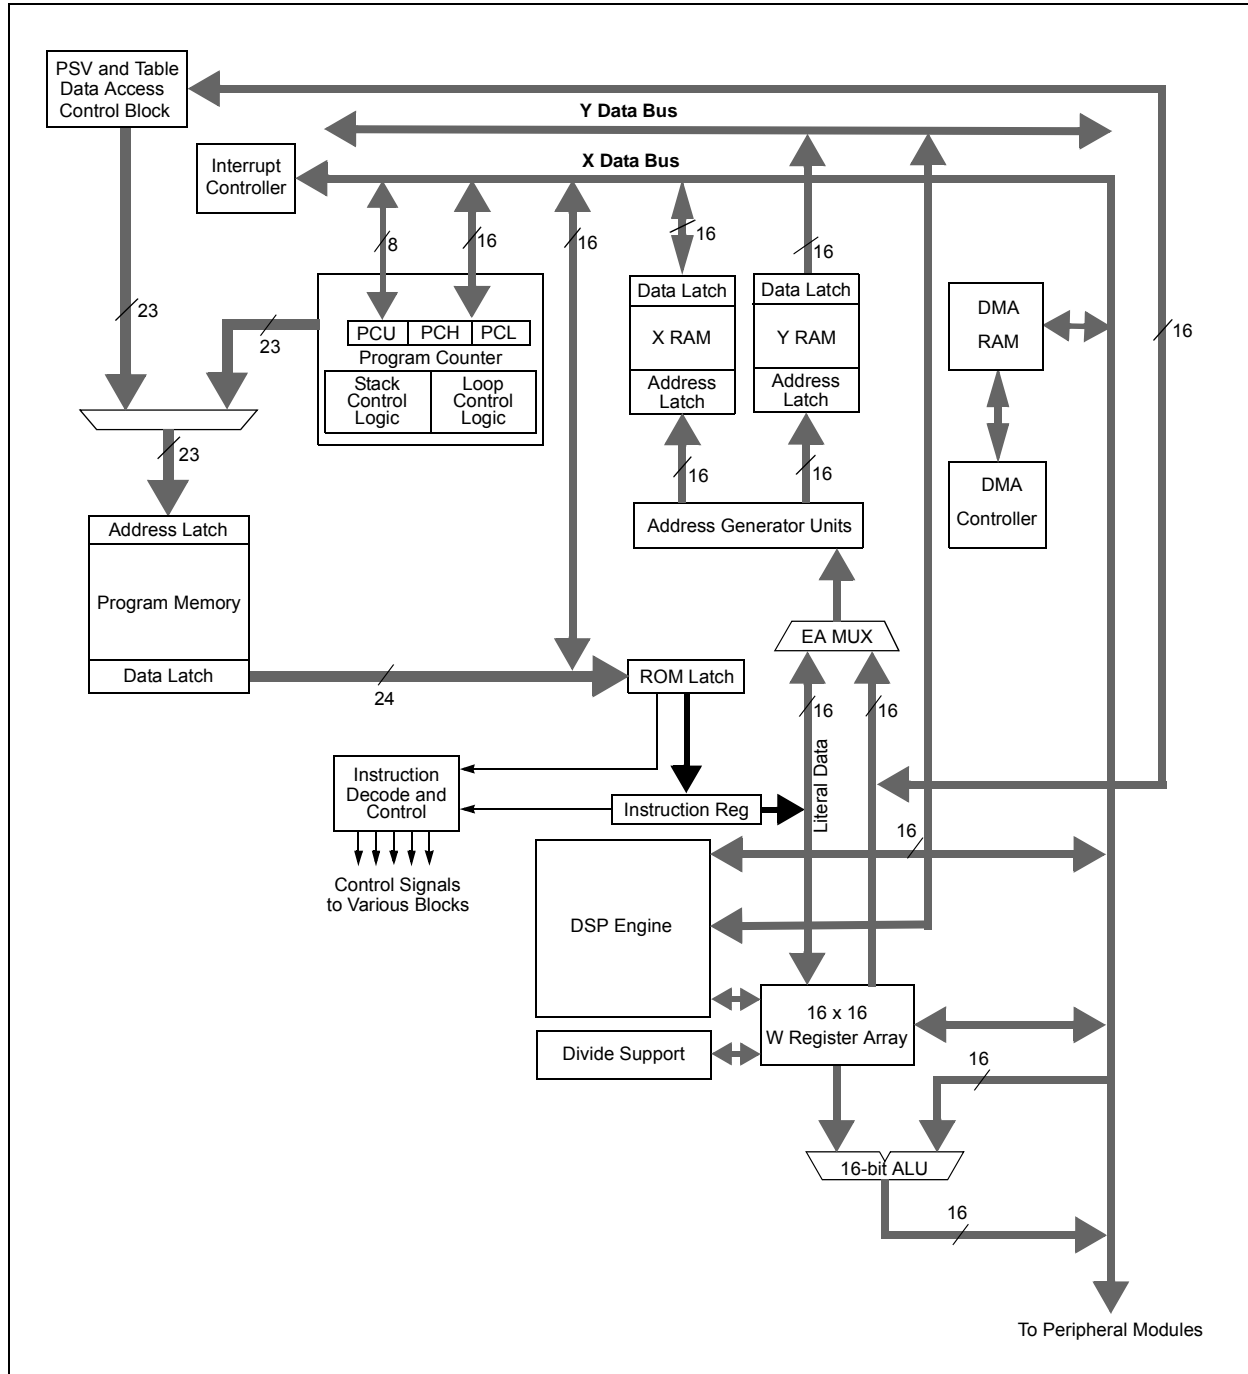 PSV and Table
Data Access
Control Block
Y Data Bus
Interrupt
Controller
X Data Bus
8
16
16
16
16
23
23
16
PCU PCH PCL
Program Counter
Stack
Control
Logic
Loop
Control
Logic
Data Latch
X RAM
Address
Latch
Data Latch
Y RAM
Address
Latch
DMA
RAM
23
16
16
Address Generator Units
DMA
Controller
Address Latch
Program Memory
Data Latch
24
EA MUX
ROM Latch
16
16
Literal Data
Instruction
Decode and
Control
Instruction Reg
Control Signals
to Various Blocks
16
DSP Engine
16 x 16
W Register Array
Divide Support
16
16-bit ALU
16
To Peripheral Modules